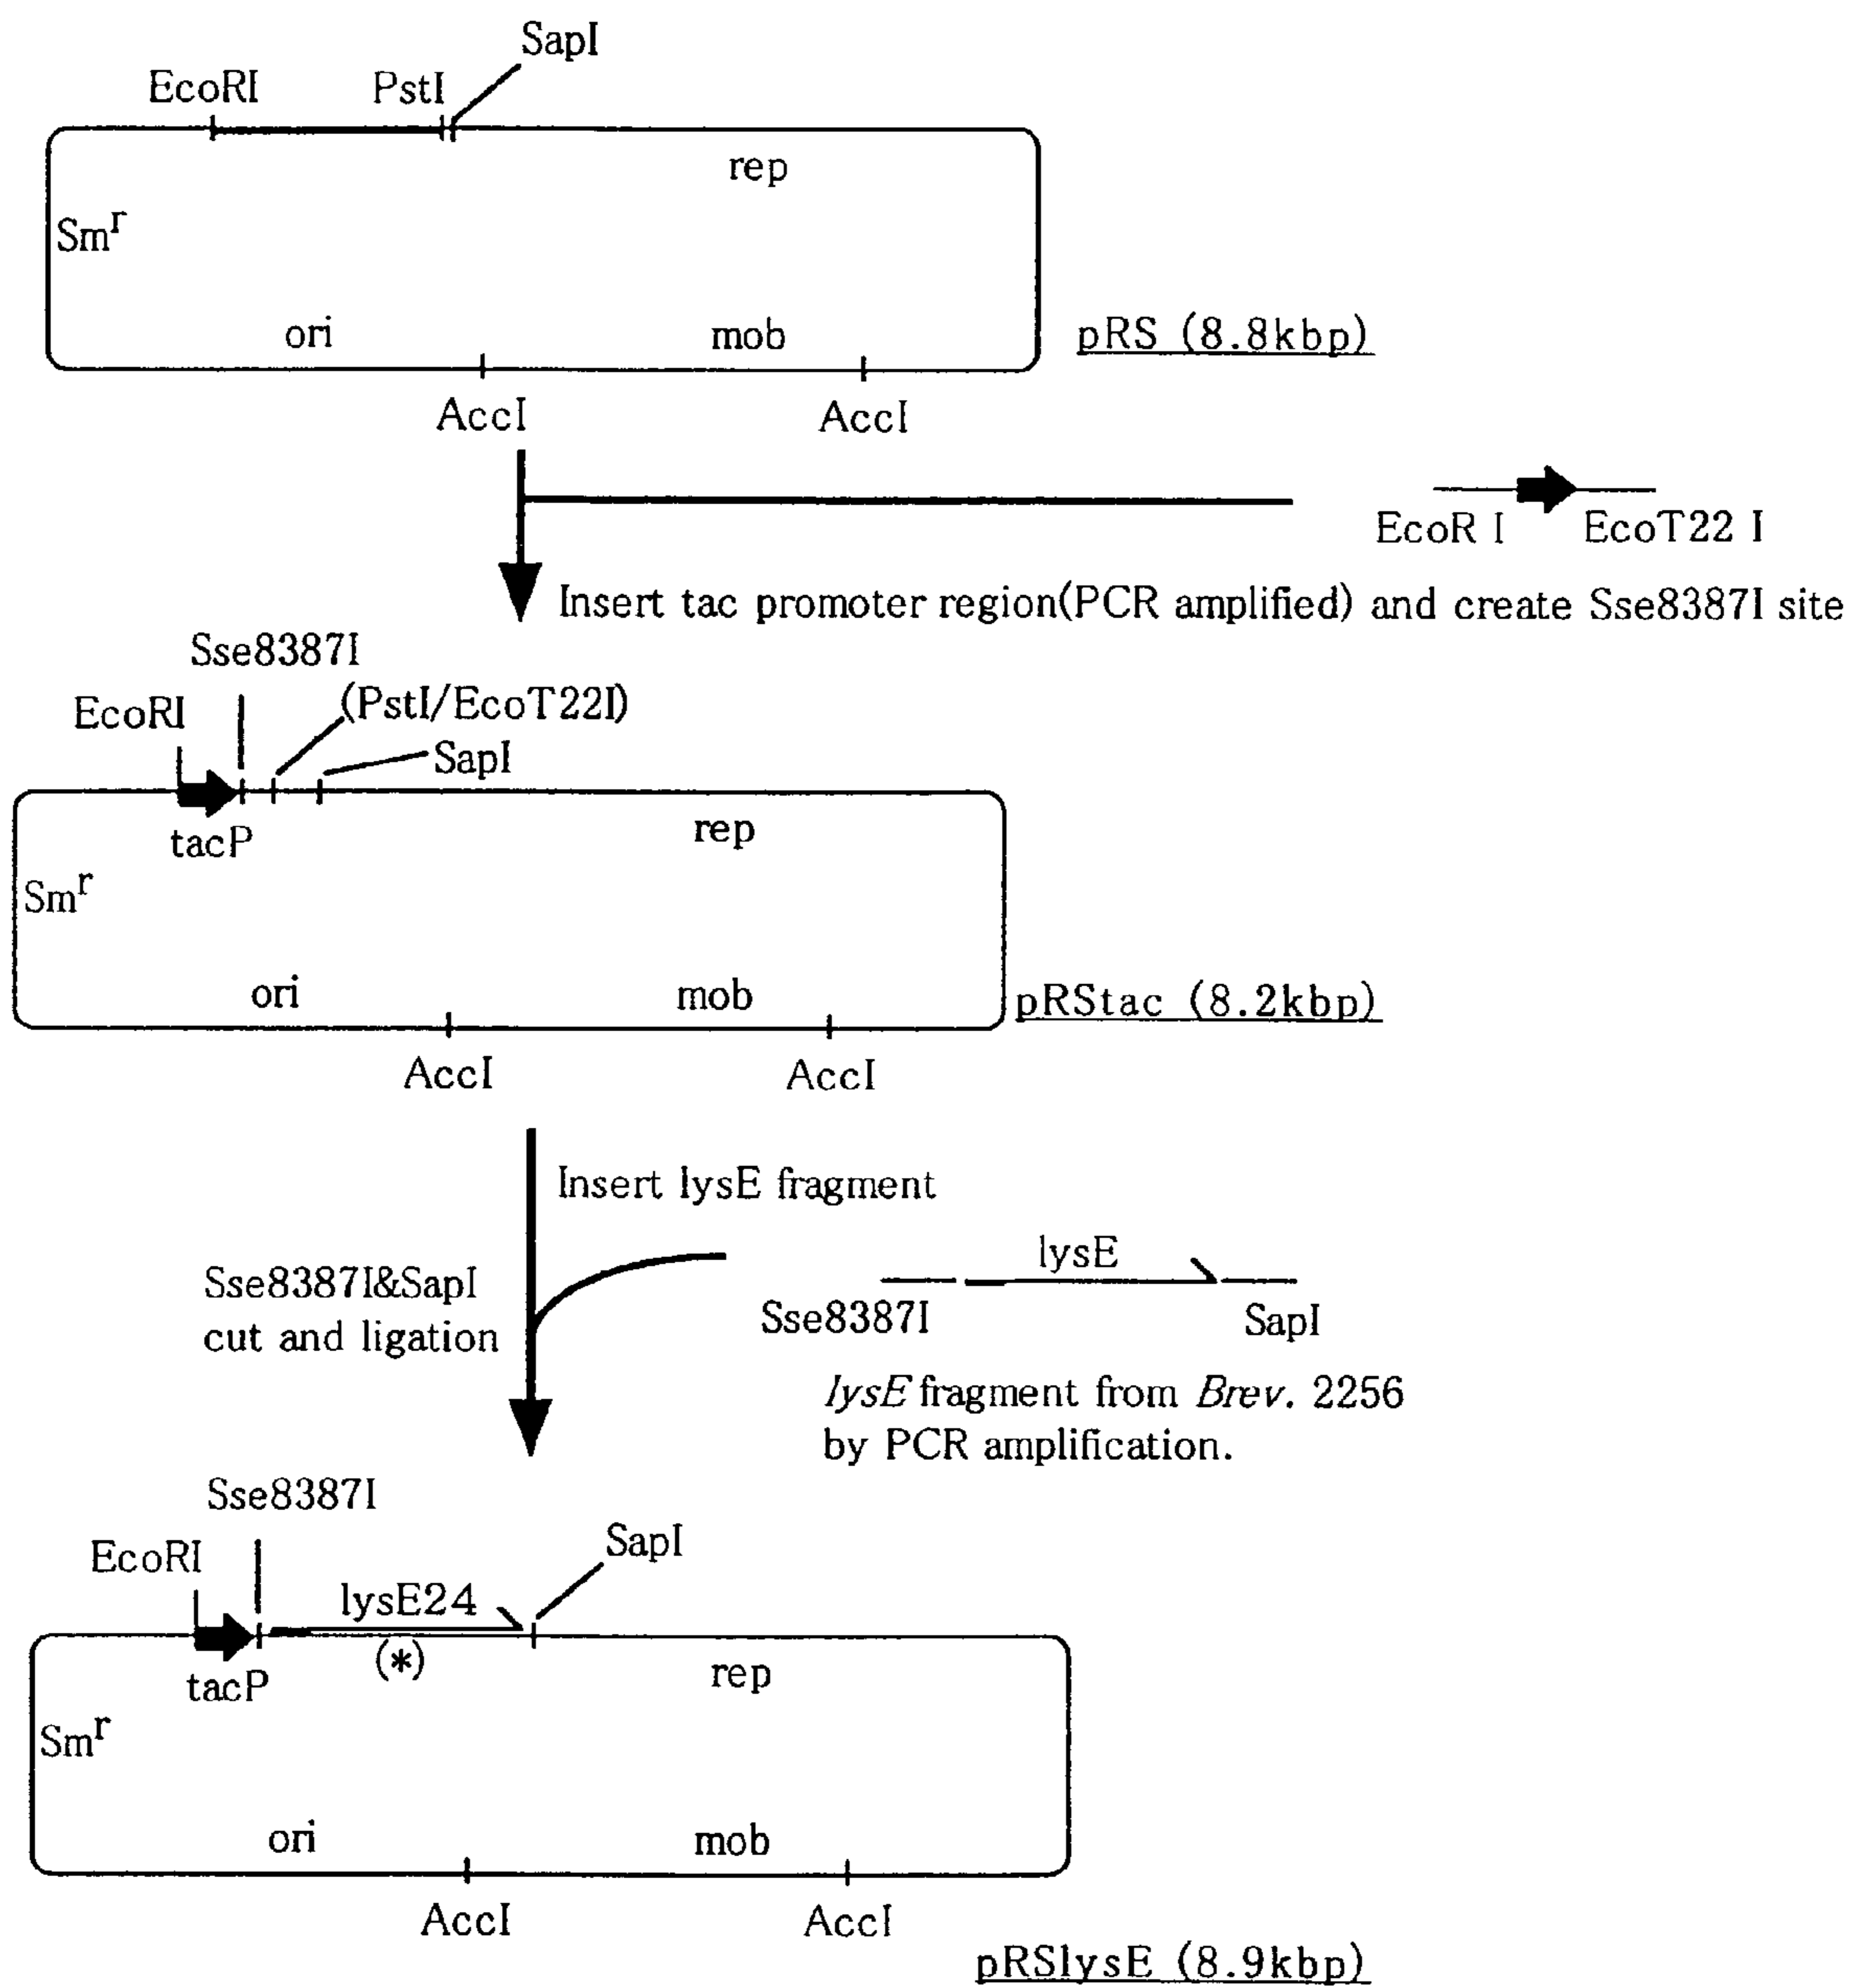 SapI
EcoRI PstI
rep
Smr
ori mob
pRS (8.8kbp)
AccI AccI
EcoR I EcoT22 I
Insert tac promoter region(PCR amplified) and create Sse8387I site
Sse8387I
(PstI/EcoT22I)
EcoRI
SapI
tacP
rep
Smr
ori mob
pRStac (8.2kbp)
AccI AccI
Insert lysE fragment
lysE
Sse8387I&SapI
cut and ligation
Sse8387I SapI
lysE fragment from Brev. 2256
by PCR amplification.
Sse8387I
SapI
EcoRI
lysE24
(*)
tacP
rep
Smr
ori mob
AccI AccI
pRSlysE (8.9kbp)